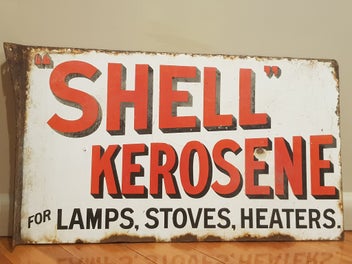 "SHELL"
KEROSENE
FOR LAMPS, STOVES, HEATERS.